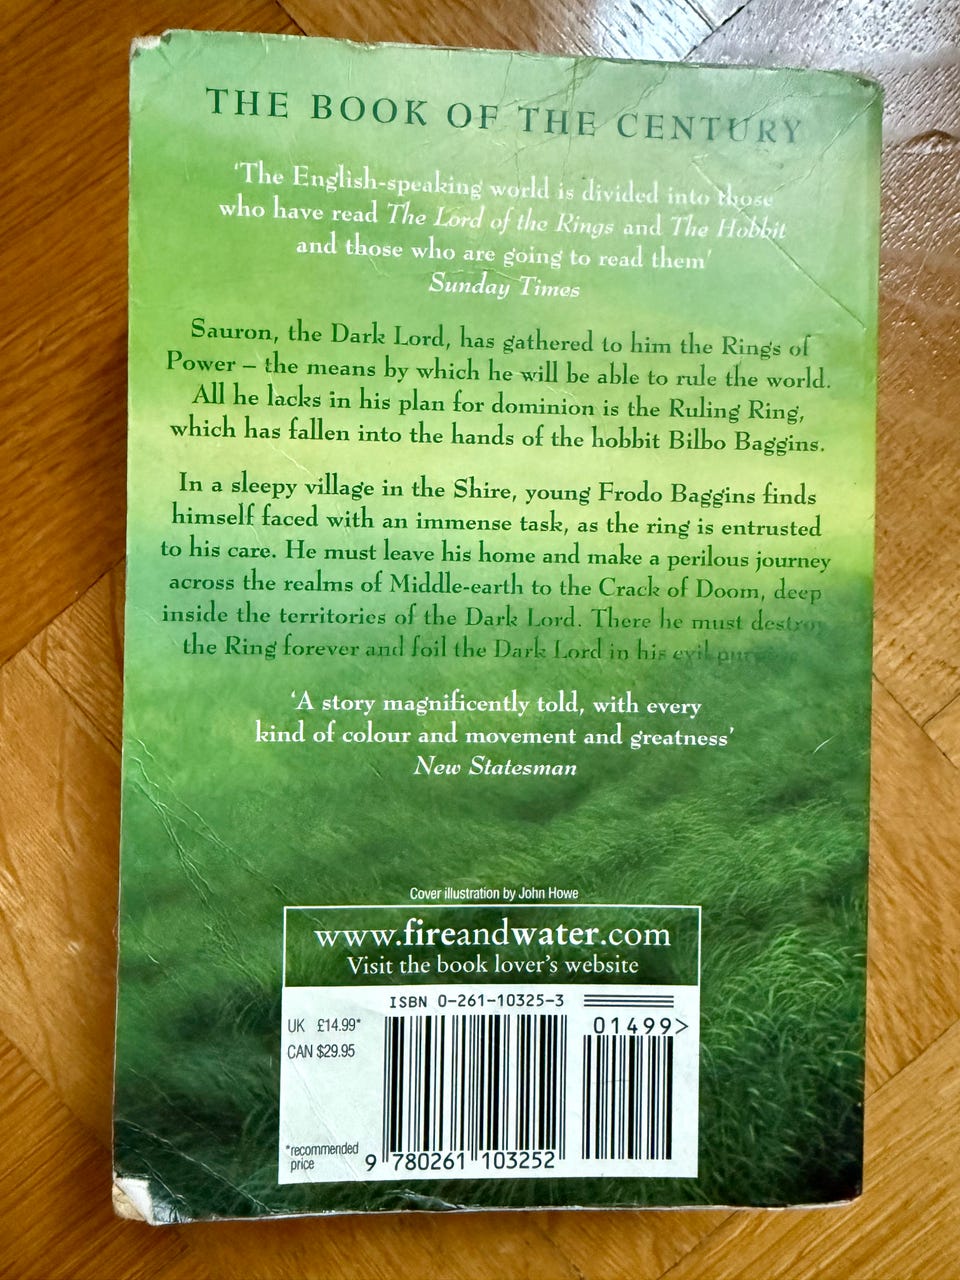 THE BOOK OF THE CENTURY
‘The English-speaking world is divided into those
who have read The Lord of the Rings and The Hobbit
and those who are going to read them’
Sunday Times
Sauron, the Dark Lord, has gathered to him the Rings of
Power – the means by which he will be able to rule the world.
All he lacks in his plan for dominion is the Ruling Ring,
which has fallen into the hands of the hobbit Bilbo Baggins.
In a sleepy village in the Shire, young Frodo Baggins finds
himself faced with an immense task, as the ring is entrusted
to his care. He must leave his home and make a perilous journey
across the realms of Middle-earth to the Crack of Doom, deep
inside the territories of the Dark Lord. There he must destroy
the Ring forever and foil the Dark Lord in his evil
‘A story magnificently told, with every
kind of colour and movement and greatness’
New Statesman
Cover illustration by John Howe
www.fireandwater.com
Visit the book lover’s website
ISBN 0-261-10325-3
UK £14.99*
CAN $29.95
01499>
*recommended
price
9 780261 103252